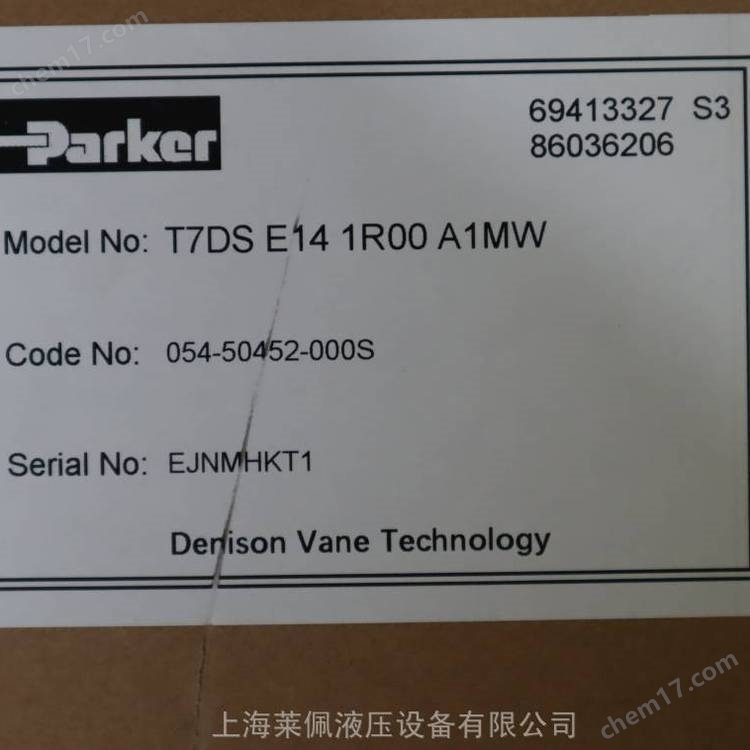 chem17.com
Parker
69413327 S3
86036206
Model No: T7DS E14 1R00 A1MW
Code No: 054-50452-000S
Serial No: EJNMHKT1
Denison Vane Technology
上海莱佩液压设备有限公司
chem17.com